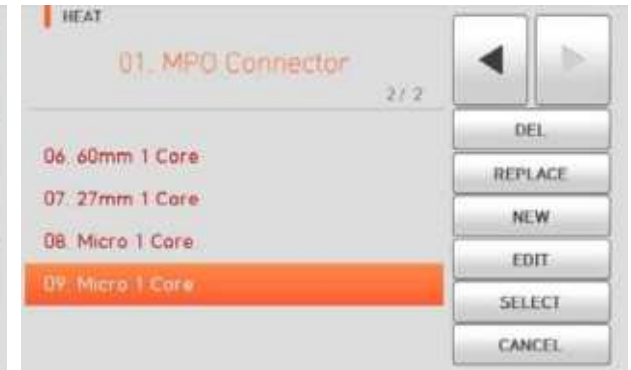 HEAT
01. MPO Connector
2/ 2
06. 60mm 1 Core
07. 27mm 1 Core
08. Micro 1 Core
09. Micro 1 Core
DEL
REPLACE
NEW
EDIT
SELECT
CANCEL